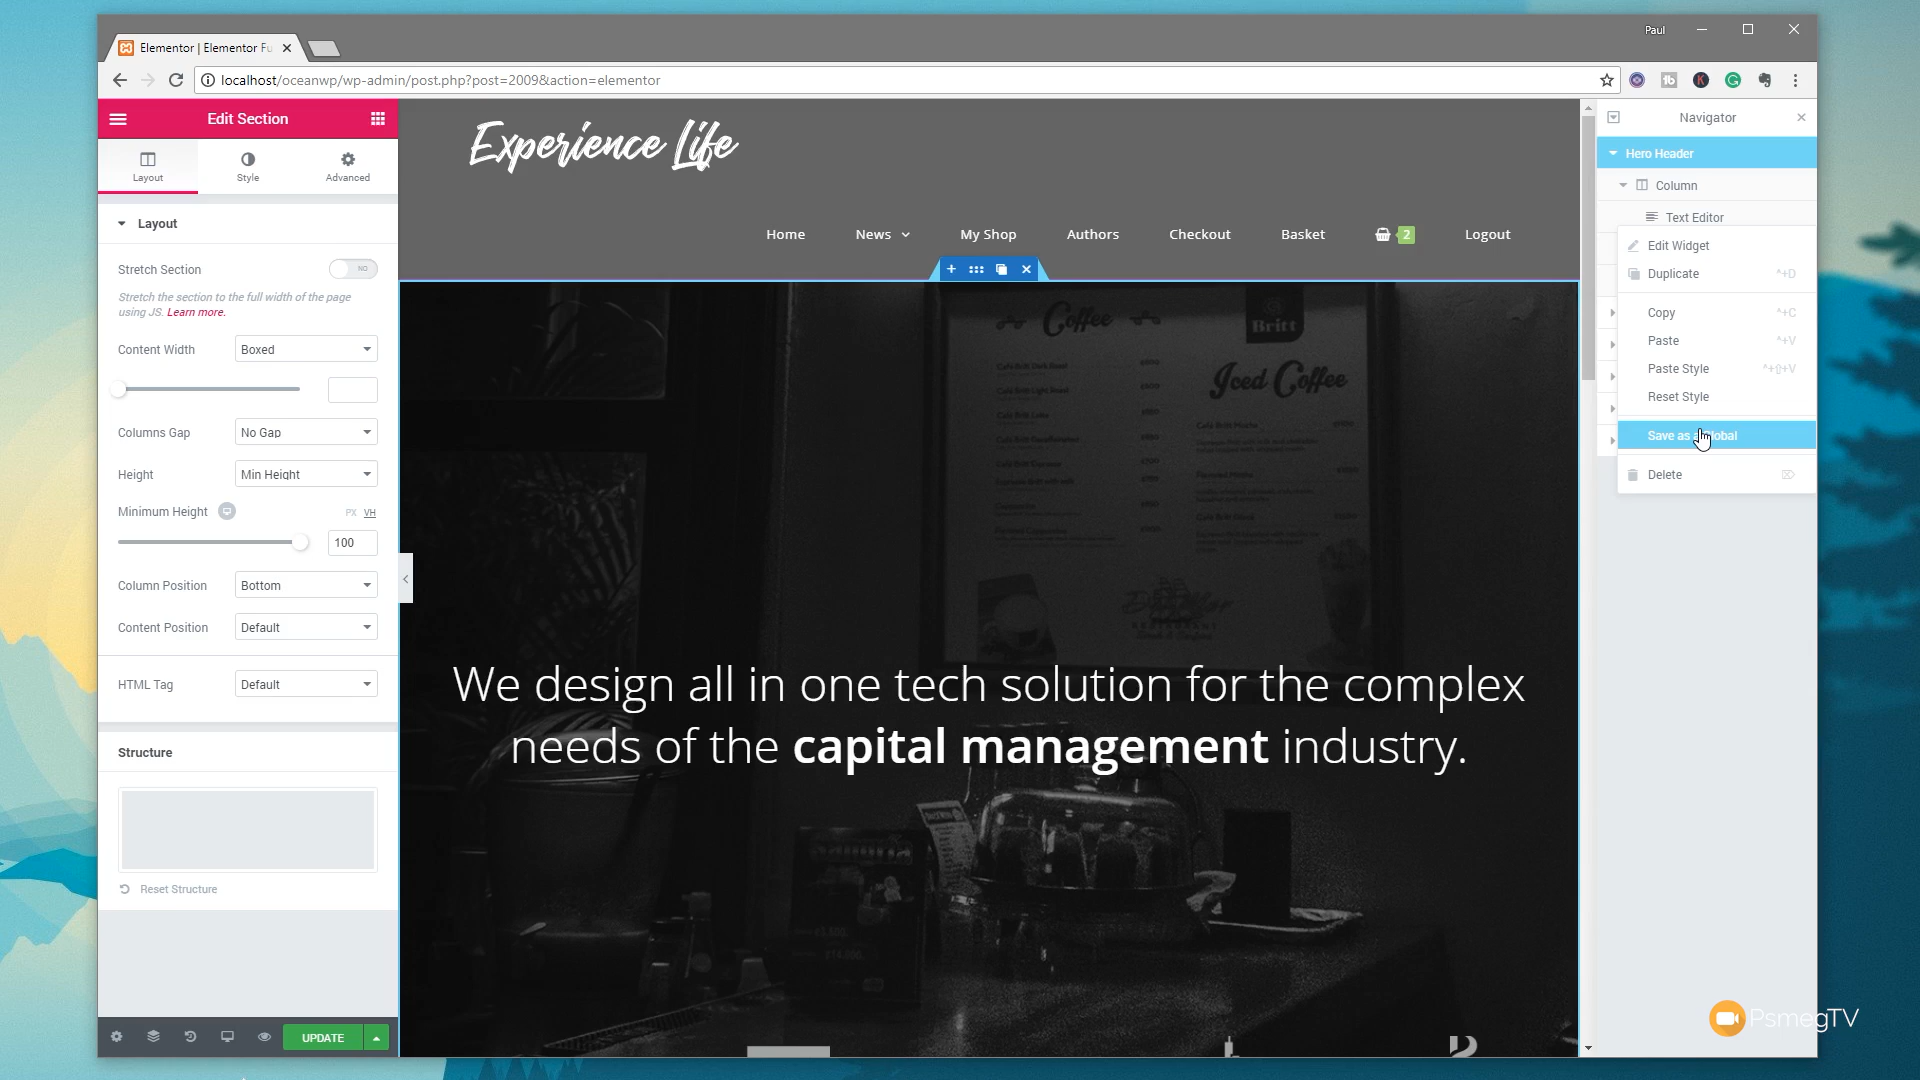 Paul
Elementor | Elementor Fu
localhost/oceanwp/wp-admin/post.php?post=2009&action=elementor
Edit Section
Layout
Style
Advanced
Layout
Stretch Section
NO
Stretch the section to the full width of the page
using JS. Learn more.
Content Width
Boxed
Columns Gap
No Gap
Height
Min Height
Minimum Height
PX VH
100
Column Position
Bottom
Content Position
Default
HTML Tag
Default
Structure
Reset Structure
UPDATE
Experience Life
Home
News
My Shop
Authors
Checkout
Basket
2
Logout
Coffee
Britt
Iced Coffee
We design all in one tech solution for the complex
needs of the capital management industry.
Navigator
Hero Header
Column
Text Editor
Edit Widget
Duplicate ^+D
Copy ^+C
Paste ^+V
Paste Style ^+⇧+V
Reset Style
Save as a Global
Delete
PsmegTV